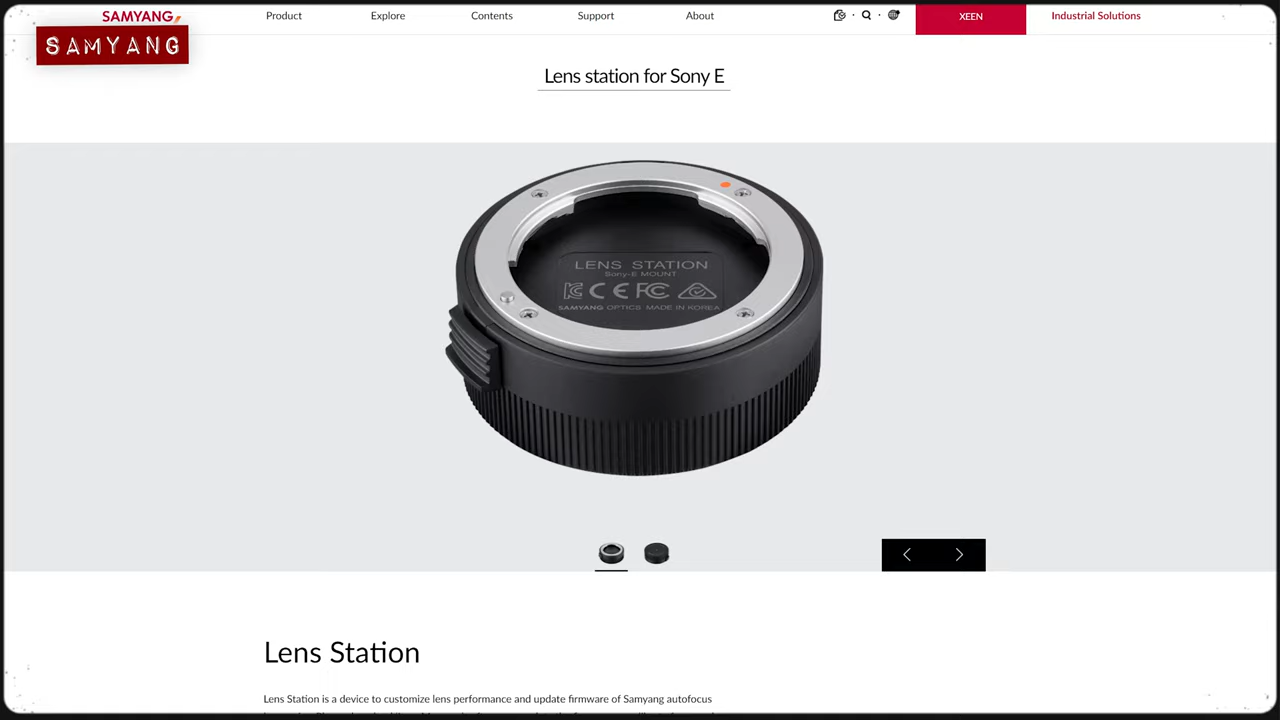 SAMYANG
Product
Explore
Contents
Support
About
XEEN
Industrial Solutions
SAMYANG
Lens station for Sony E
LENS STATION
Sony-E MOUNT
CE FC
SAMYANG OPTICS MADE IN KOREA
Lens Station
Lens Station is a device to customize lens performance and update firmware of Samyang autofocus